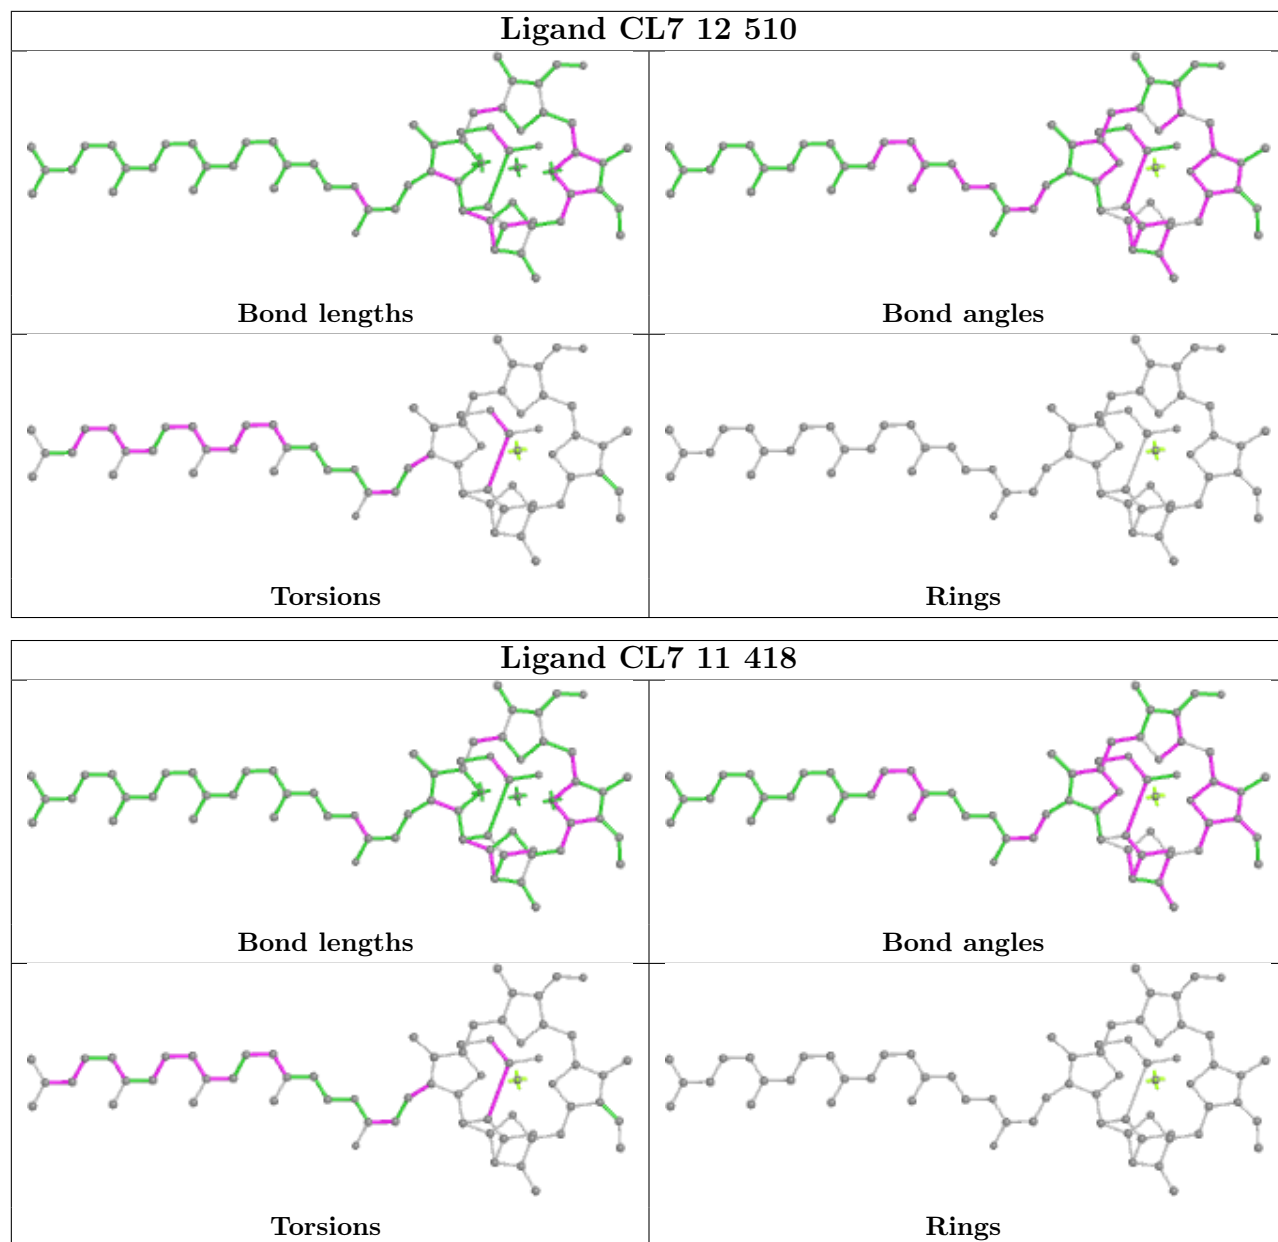 Ligand CL7 12 510
Bond lengths
Bond angles
Torsions
Rings
Ligand CL7 11 418
Bond lengths
Bond angles
Torsions
Rings